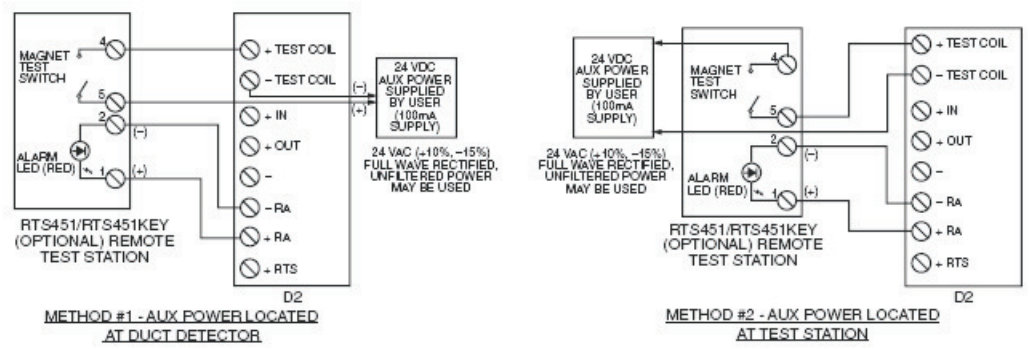 4
MAGNET
TEST
SWITCH
5
2
(–)
ALARM
LED (RED)
1
(+)
RTS451/RTS451KEY
(OPTIONAL) REMOTE
TEST STATION
+ TEST COIL
– TEST COIL
+ IN
+ OUT
–
– RA
+ RA
+ RTS
D2
(–)
(+)
24 VDC
AUX POWER
SUPPLIED
BY USER
(100mA
SUPPLY)
24 VAC (+10%, –15%)
FULL WAVE RECTIFIED,
UNFILTERED POWER
MAY BE USED
METHOD #1 - AUX POWER LOCATED
AT DUCT DETECTOR
24 VDC
AUX POWER
SUPPLIED
BY USER
(100mA
SUPPLY)
24 VAC (+10%, –15%)
FULL WAVE RECTIFIED,
UNFILTERED POWER
MAY BE USED
4
MAGNET
TEST
SWITCH
5
2
(–)
ALARM
LED (RED)
1
(+)
RTS451/RTS451KEY
(OPTIONAL) REMOTE
TEST STATION
+ TEST COIL
– TEST COIL
+ IN
+ OUT
–
– RA
+ RA
+ RTS
D2
METHOD #2 - AUX POWER LOCATED
AT TEST STATION